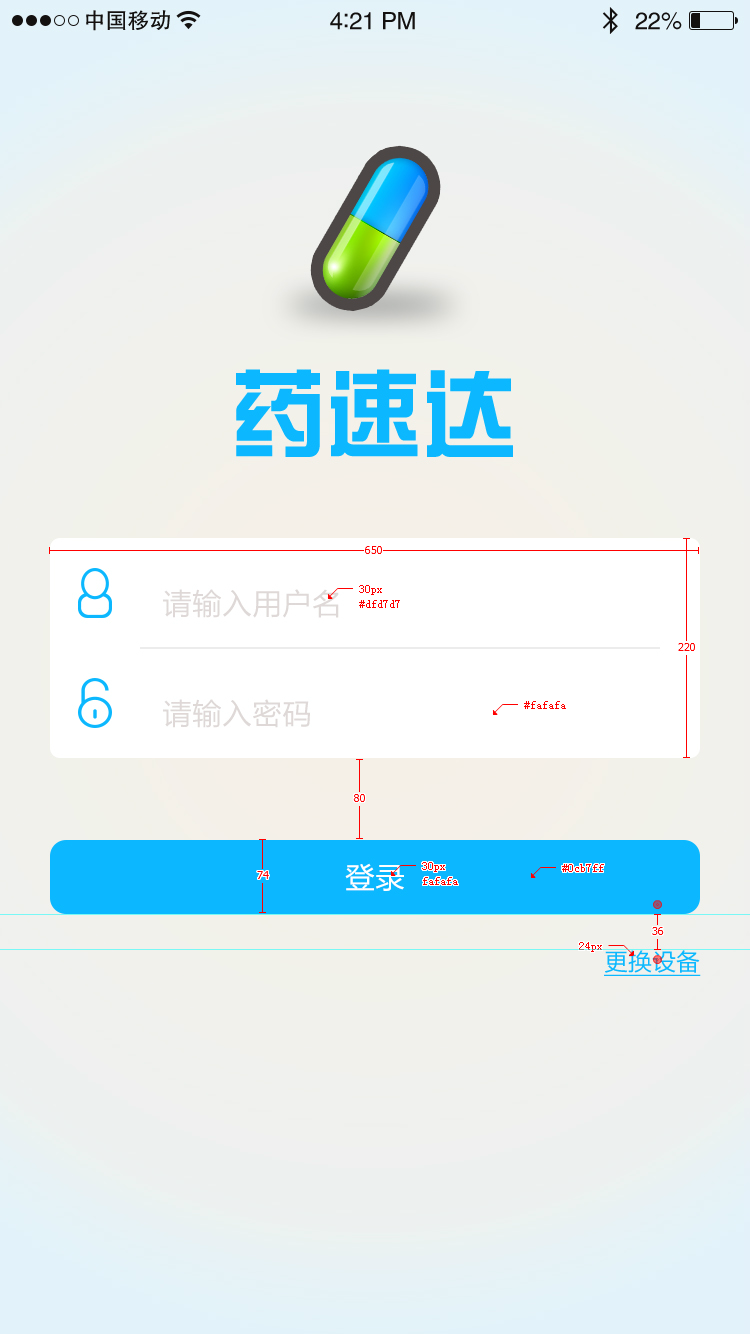 中国移动 4:21 PM 22%
药速达
650
请输入用户名
30px
#dfd7d7
220
请输入密码
#fafafa
80
74
登录
30px
fafafa
#0cb7ff
36
24px
更换设备